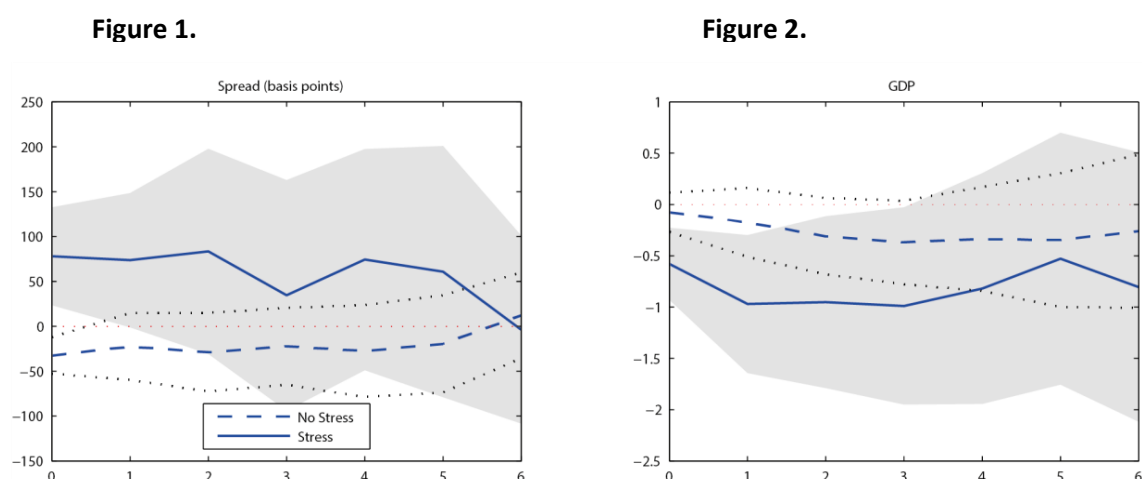 Figure 1.
Figure 2.
Spread (basis points)
250
200
150
100
50
0
−50
−100
−150
No Stress
Stress
0 1 2 3 4 5 6
GDP
1
0.5
0
−0.5
−1
−1.5
−2
−2.5
0 1 2 3 4 5 6